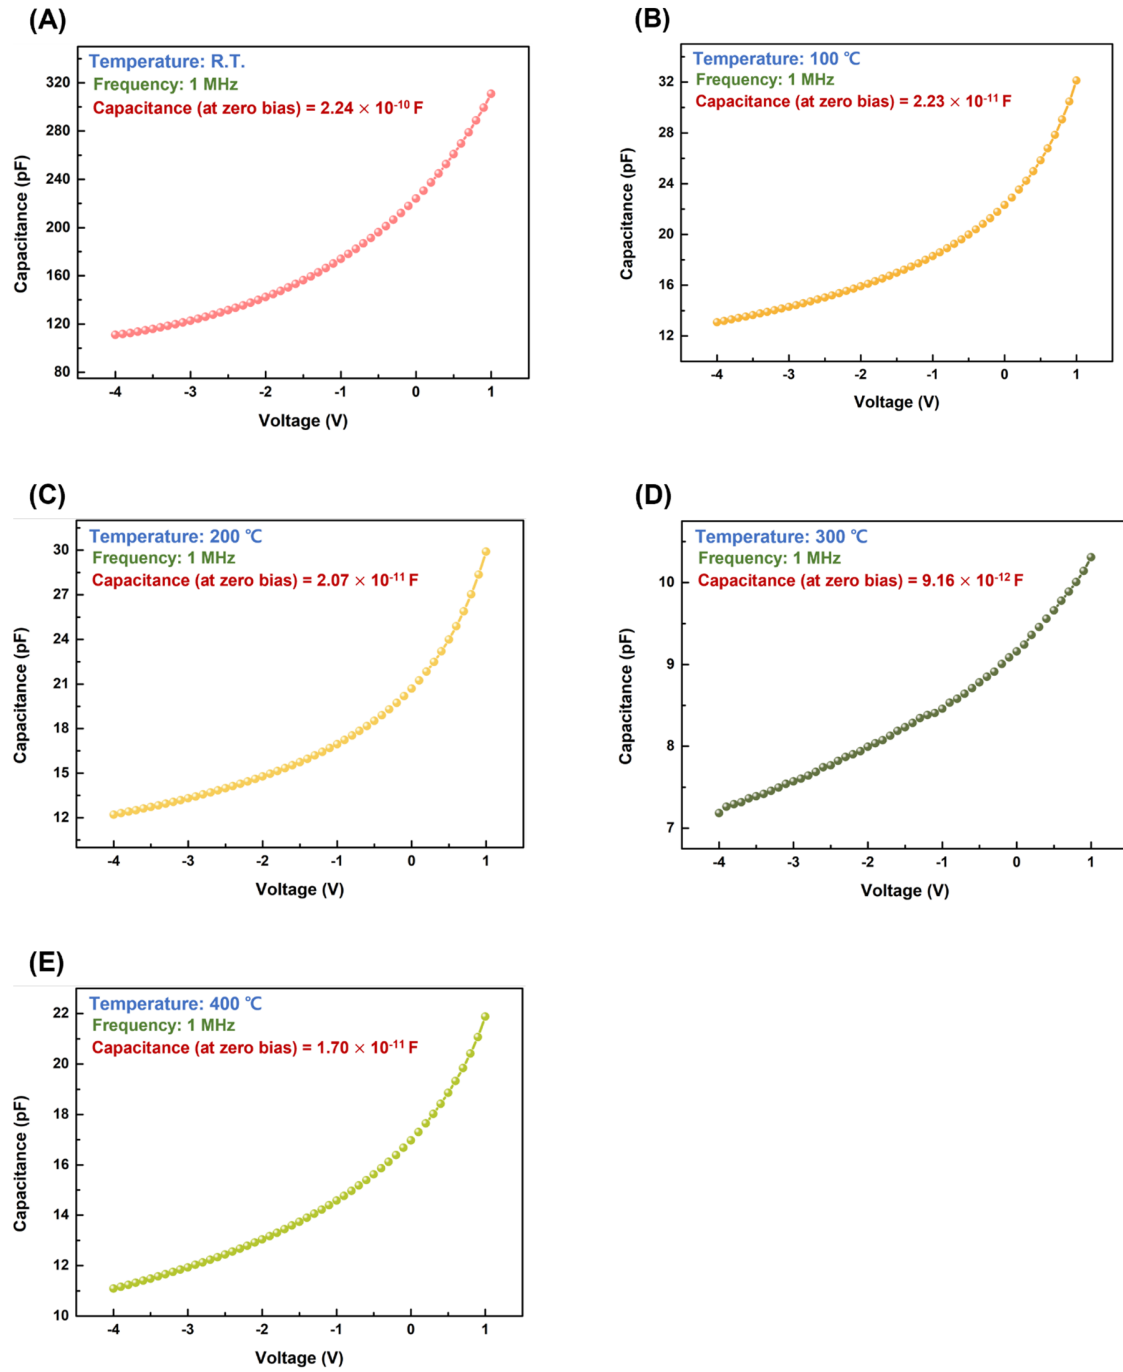 (A)
Temperature: R.T.
Frequency: 1 MHz
Capacitance (at zero bias) = 2.24 × 10⁻¹⁰ F
Capacitance (pF)
320
280
240
200
160
120
80
-4 -3 -2 -1 0 1
Voltage (V)
(B)
Temperature: 100 ℃
Frequency: 1 MHz
Capacitance (at zero bias) = 2.23 × 10⁻¹¹ F
Capacitance (pF)
32
28
24
20
16
12
-4 -3 -2 -1 0 1
Voltage (V)
(C)
Temperature: 200 ℃
Frequency: 1 MHz
Capacitance (at zero bias) = 2.07 × 10⁻¹¹ F
Capacitance (pF)
30
27
24
21
18
15
12
-4 -3 -2 -1 0 1
Voltage (V)
(D)
Temperature: 300 ℃
Frequency: 1 MHz
Capacitance (at zero bias) = 9.16 × 10⁻¹² F
Capacitance (pF)
10
9
8
7
-4 -3 -2 -1 0 1
Voltage (V)
(E)
Temperature: 400 ℃
Frequency: 1 MHz
Capacitance (at zero bias) = 1.70 × 10⁻¹¹ F
Capacitance (pF)
22
20
18
16
14
12
10
-4 -3 -2 -1 0 1
Voltage (V)